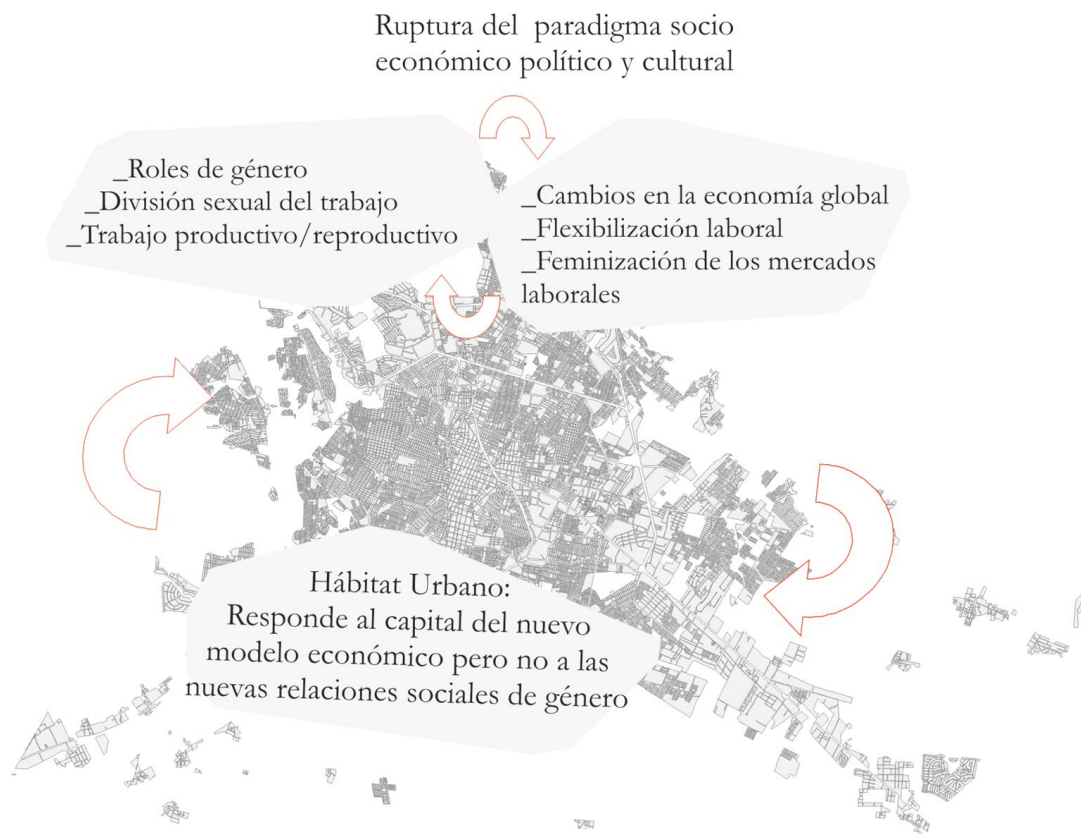 Ruptura del paradigma socio
económico político y cultural
_Roles de género
_División sexual del trabajo
_Trabajo productivo/reproductivo
_Cambios en la economía global
_Flexibilización laboral
_Feminización de los mercados
laborales
Hábitat Urbano:
Responde al capital del nuevo
modelo económico pero no a las
nuevas relaciones sociales de género